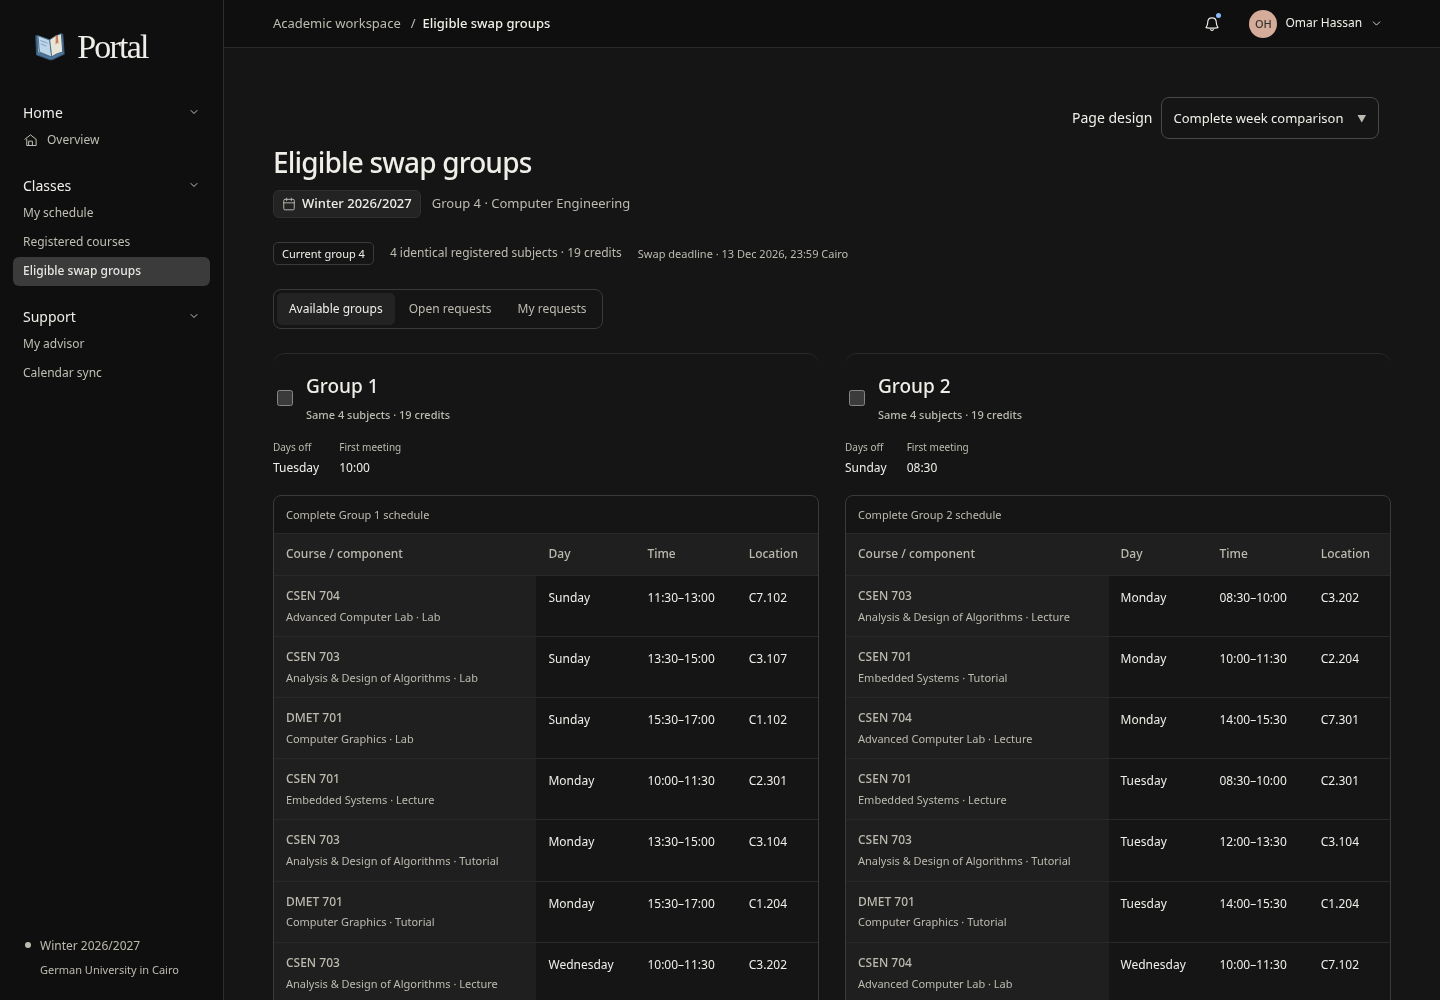 Portal
Home
Overview
Classes
My schedule
Registered courses
Eligible swap groups
Support
My advisor
Calendar sync
Winter 2026/2027
German University in Cairo
Academic workspace / Eligible swap groups
OH Omar Hassan
Page design Complete week comparison
Eligible swap groups
Winter 2026/2027 Group 4 · Computer Engineering
Current group 4 4 identical registered subjects · 19 credits Swap deadline · 13 Dec 2026, 23:59 Cairo
Available groups Open requests My requests
Group 1
Same 4 subjects · 19 credits
Days off First meeting
Tuesday 10:00
Complete Group 1 schedule
Course / component Day Time Location
CSEN 704 Sunday 11:30–13:00 C7.102
Advanced Computer Lab · Lab
CSEN 703 Sunday 13:30–15:00 C3.107
Analysis & Design of Algorithms · Lab
DMET 701 Sunday 15:30–17:00 C1.102
Computer Graphics · Lab
CSEN 701 Monday 10:00–11:30 C2.301
Embedded Systems · Lecture
CSEN 703 Monday 13:30–15:00 C3.104
Analysis & Design of Algorithms · Tutorial
DMET 701 Monday 15:30–17:00 C1.204
Computer Graphics · Tutorial
CSEN 703 Wednesday 10:00–11:30 C3.202
Analysis & Design of Algorithms · Lecture
Group 2
Same 4 subjects · 19 credits
Days off First meeting
Sunday 08:30
Complete Group 2 schedule
Course / component Day Time Location
CSEN 703 Monday 08:30–10:00 C3.202
Analysis & Design of Algorithms · Lecture
CSEN 701 Monday 10:00–11:30 C2.204
Embedded Systems · Tutorial
CSEN 704 Monday 14:00–15:30 C7.301
Advanced Computer Lab · Lecture
CSEN 701 Tuesday 08:30–10:00 C2.301
Embedded Systems · Lecture
CSEN 703 Tuesday 12:00–13:30 C3.104
Analysis & Design of Algorithms · Tutorial
DMET 701 Tuesday 14:00–15:30 C1.204
Computer Graphics · Tutorial
CSEN 704 Wednesday 10:00–11:30 C7.102
Advanced Computer Lab · Lab